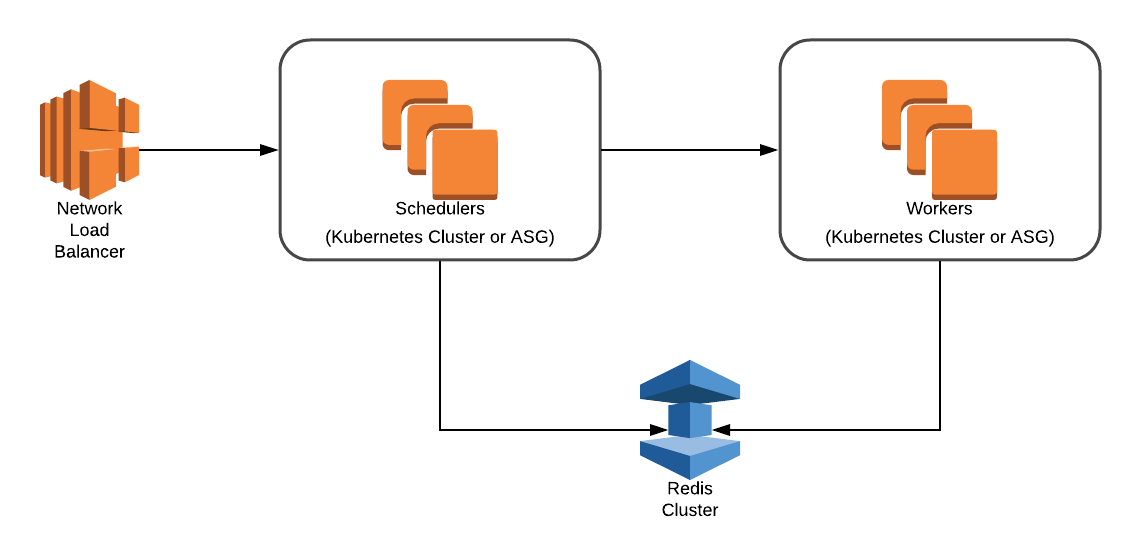 Network
Load
Balancer
Schedulers
(Kubernetes Cluster or ASG)
Workers
(Kubernetes Cluster or ASG)
Redis
Cluster